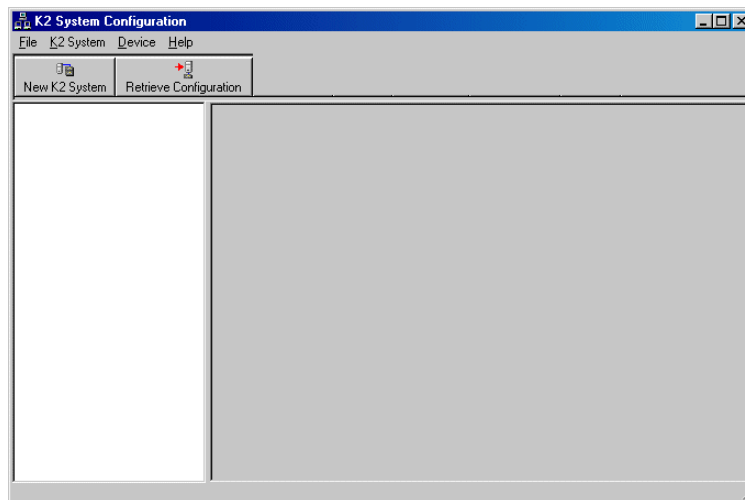 K2 System Configuration
File K2 System Device Help
New K2 System Retrieve Configuration